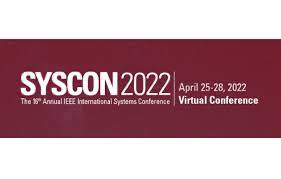 SYSCON 2022
The 16th Annual IEEE International Systems Conference
April 25-28, 2022
Virtual Conference